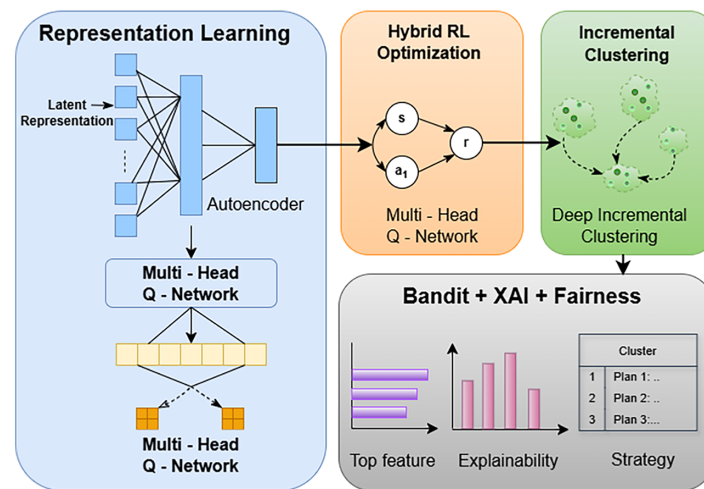 Representation Learning
Latent
Representation
Autoencoder
Multi - Head
Q - Network
Multi - Head
Q - Network
Hybrid RL
Optimization
s
a1
r
Multi - Head
Q - Network
Incremental
Clustering
Deep Incremental
Clustering
Bandit + XAI + Fairness
Top feature
Explainability
Cluster
1 Plan 1: ..
2 Plan 2: ..
3 Plan 3:...
Strategy